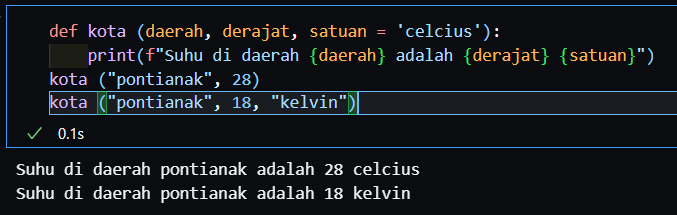 def kota (daerah, derajat, satuan = 'celcius'):
    print(f"Suhu di daerah {daerah} adalah {derajat} {satuan}")
kota ("pontianak", 28)
kota ("pontianak", 18, "kelvin")
✓ 0.1s
Suhu di daerah pontianak adalah 28 celcius
Suhu di daerah pontianak adalah 18 kelvin